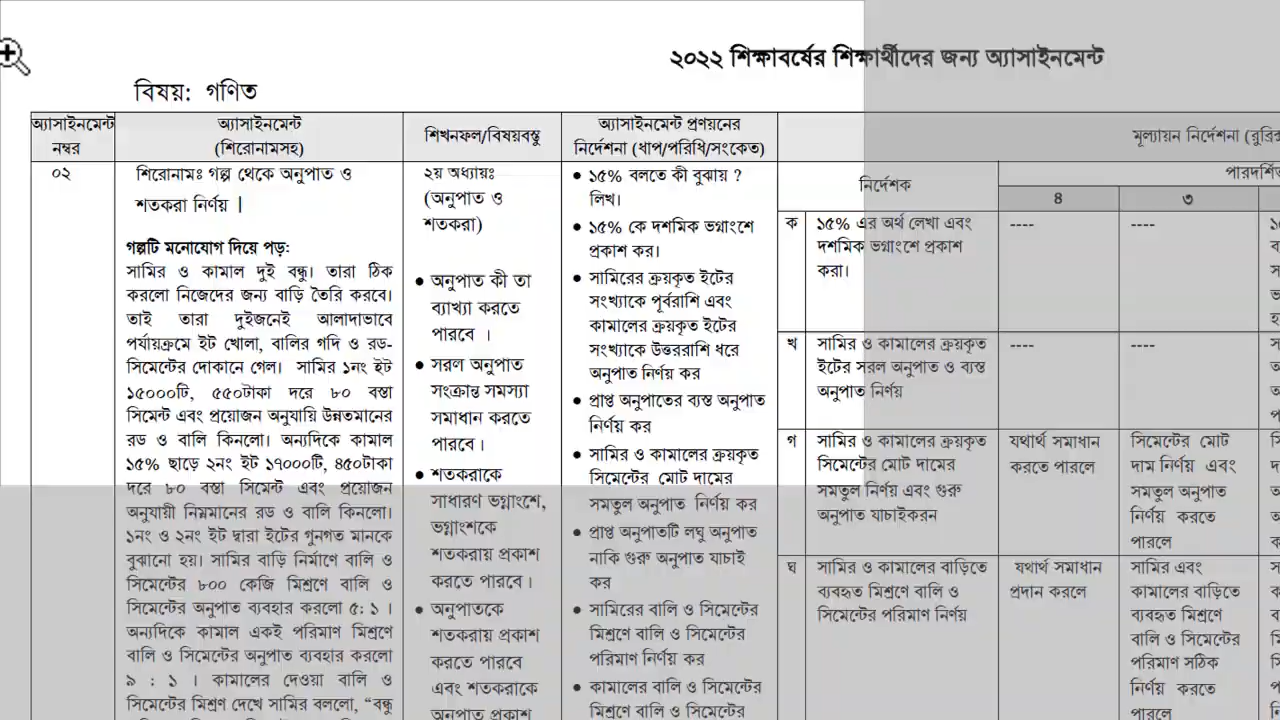 ২০২২ শিক্ষাবর্ষের শিক্ষার্থীদের জন্য অ্যাসাইনমেন্ট
বিষয়: গণিত
অ্যাসাইনমেন্ট
নম্বর
অ্যাসাইনমেন্ট
(শিরোনামসহ)
শিখনফল/বিষয়বস্তু
অ্যাসাইনমেন্ট প্রণয়নের
নির্দেশনা (ধাপ/পরিধি/সংকেত)
মূল্যায়ন নির্দেশনা
নির্দেশক
৪
৩
০২
শিরোনামঃ গল্প থেকে অনুপাত ও
শতকরা নির্ণয় |
গল্পটি মনোযোগ দিয়ে পড়:
সামির ও কামাল দুই বন্ধু। তারা ঠিক
করলো নিজেদের জন্য বাড়ি তৈরি করবে।
তাই তারা দুইজনেই আলাদাভাবে
পর্যায়ক্রমে ইট খোলা, বালির গদি ও রড-
সিমেন্টের দোকানে গেল। সামির ১নং ইট
১৫০০০টি, ৫৫০টাকা দরে ৮০ বস্তা
সিমেন্ট এবং প্রয়োজন অনুযায়ী উন্নতমানের
রড ও বালি কিনলো। অন্যদিকে কামাল
১৫% ছাড়ে ২নং ইট ১৭০০০টি, ৪৫০টাকা
দরে ৮০ বস্তা সিমেন্ট এবং প্রয়োজন
অনুযায়ী নিম্নমানের রড ও বালি কিনলো।
১নং ও ২নং ইট দ্বারা ইটের গুনগত মানকে
বুঝানো হয়। সামির বাড়ি নির্মাণে বালি ও
সিমেন্টের ৮০০ কেজি মিশ্রণে বালি ও
সিমেন্টের অনুপাত ব্যবহার করলো ৫: ১ ।
অন্যদিকে কামাল একই পরিমাণ মিশ্রণে
বালি ও সিমেন্টের অনুপাত ব্যবহার করলো
৯ : ১ । কামালের দেওয়া বালি ও
সিমেন্টের মিশ্রণ দেখে সামির বললো, “বন্ধু
২য় অধ্যায়ঃ
(অনুপাত ও
শতকরা)
• অনুপাত কী তা
ব্যাখ্যা করতে
পারবে ।
• সরল অনুপাত
সংক্রান্ত সমস্যা
সমাধান করতে
পারবে ।
• শতকরাকে
সাধারণ ভগ্নাংশে,
ভগ্নাংশকে
শতকরায় প্রকাশ
করতে পারবে ।
• অনুপাতকে
শতকরায় প্রকাশ
করতে পারবে
এবং শতকরাকে
অনুপাত প্রকাশ
• ১৫% বলতে কী বুঝায় ?
লিখ।
• ১৫% কে দশমিক ভগ্নাংশে
প্রকাশ কর।
• সামিরের ক্রয়কৃত ইটের
সংখ্যাকে পূর্বরাশি এবং
কামালের ক্রয়কৃত ইটের
সংখ্যাকে উত্তররাশি ধরে
অনুপাত নির্ণয় কর
• প্রাপ্ত অনুপাতের ব্যস্ত অনুপাত
নির্ণয় কর
• সামির ও কামালের ক্রয়কৃত
সিমেন্টের মোট দামের
সমতুল অনুপাত নির্ণয় কর
• প্রাপ্ত অনুপাতটি লঘু অনুপাত
নাকি গুরু অনুপাত যাচাই
কর
• সামিরের বালি ও সিমেন্টের
মিশ্রণে বালি ও সিমেন্টের
পরিমাণ নির্ণয় কর
• কামালের বালি ও সিমেন্টের
মিশ্রণে বালি ও সিমেন্টের
ক
১৫% এর অর্থ লেখা এবং
দশমিক ভগ্নাংশে প্রকাশ
করা।
----
----
খ
সামির ও কামালের ক্রয়কৃত
ইটের সরল অনুপাত ও ব্যস্ত
অনুপাত নির্ণয়
----
----
গ
সামির ও কামালের ক্রয়কৃত
সিমেন্টের মোট দামের
সমতুল নির্ণয় এবং গুরু
অনুপাত যাচাইকরন
যথার্থ সমাধান
করতে পারলে
সিমেন্টের মোট
দাম নির্ণয় এবং
সমতুল অনুপাত
নির্ণয় করতে
পারলে
ঘ
সামির ও কামালের বাড়িতে
ব্যবহৃত মিশ্রণে বালি ও
সিমেন্টের পরিমাণ নির্ণয়
যথার্থ সমাধান
প্রদান করলে
সামির এবং
কামালের বাড়িতে
ব্যবহৃত মিশ্রণে
বালি ও সিমেন্টের
পরিমাণ সঠিক
নির্ণয় করতে
পারলে